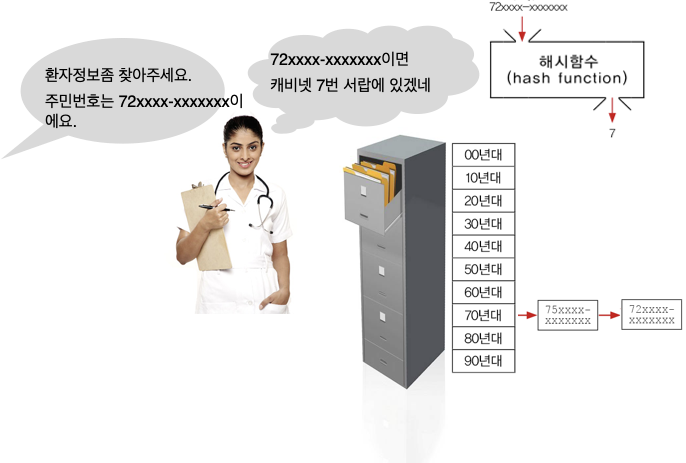 72xxxx-xxxxxxx
환자정보좀 찾아주세요.
주민번호는 72xxxx-xxxxxxx이
에요.
72xxxx-xxxxxxx이면
캐비넷 7번 서랍에 있겠네
해시함수
(hash function)
7
00년대
10년대
20년대
30년대
40년대
50년대
60년대
70년대
80년대
90년대
75xxxx-
xxxxxxx
72xxxx-
xxxxxxx